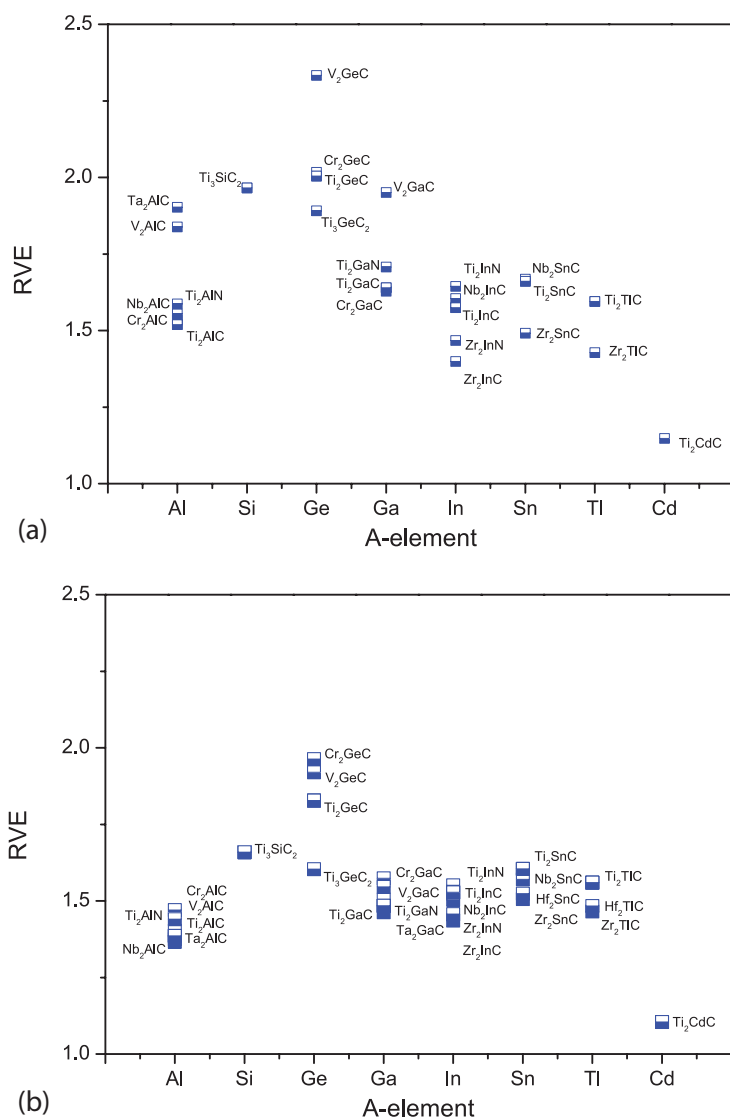 2.5
V₂GeC
Cr₂GeC
2.0
Ti₃SiC₂
Ti₂GeC
V₂GaC
Ta₂AlC
Ti₃GeC₂
V₂AlC
RVE
Ti₂GaN
Ti₂InN
Nb₂SnC
Ti₂AlN
Ti₂GaC
Nb₂InC
Ti₂SnC
Ti₂TlC
Nb₂AlC
Cr₂GaC
Cr₂AlC
Ti₂InC
1.5
Ti₂AlC
Zr₂InN
Zr₂SnC
Zr₂TlC
Zr₂InC
Ti₂CdC
1.0
Al Si Ge Ga In Sn Tl Cd
(a)
A-element
2.5
2.0
Cr₂GeC
V₂GeC
Ti₂GeC
RVE
Ti₃SiC₂
Ti₃GeC₂
Cr₂GaC
Ti₂InN
Ti₂SnC
Ti₂TlC
Cr₂AlC
V₂GaC
Ti₂InC
Nb₂SnC
1.5
V₂AlC
Ti₂AlN
Ti₂GaC
Ti₂GaN
Nb₂InC
Hf₂SnC
Hf₂TlC
Ti₂AlC
Ta₂GaC
Zr₂InN
Zr₂SnC
Zr₂TlC
Ta₂AlC
Nb₂AlC
Zr₂InC
Ti₂CdC
1.0
Al Si Ge Ga In Sn Tl Cd
(b)
A-element